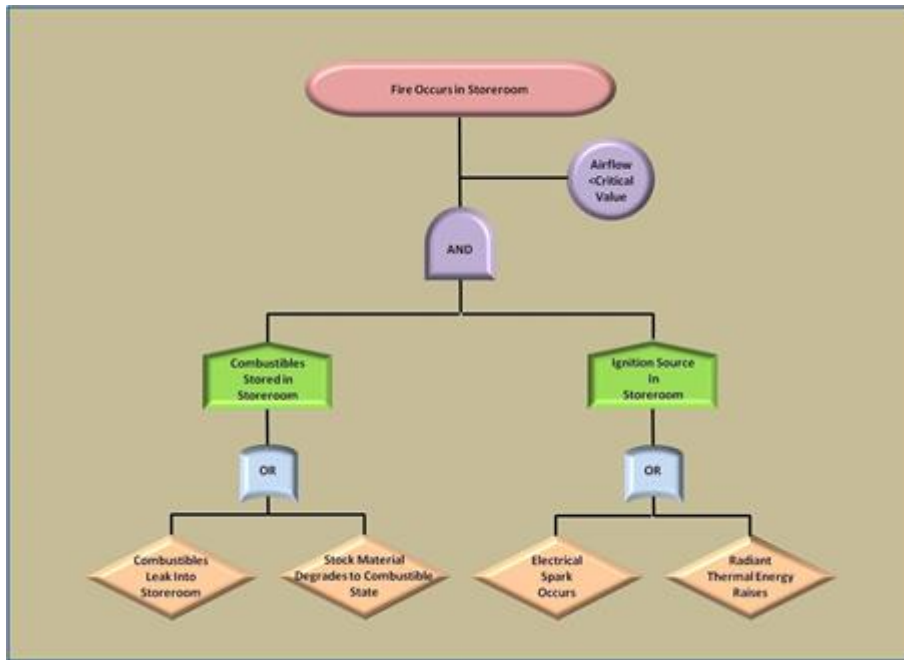 Fire Occurs in Storeroom
Airflow
<Critical
Value
AND
Combustibles
Stored in
Storeroom
Ignition Source
In
Storeroom
OR
OR
Combustibles
Leak Into
Storeroom
Stock Material
Degrades to Combustible
State
Electrical
Spark
Occurs
Radiant
Thermal Energy
Raises